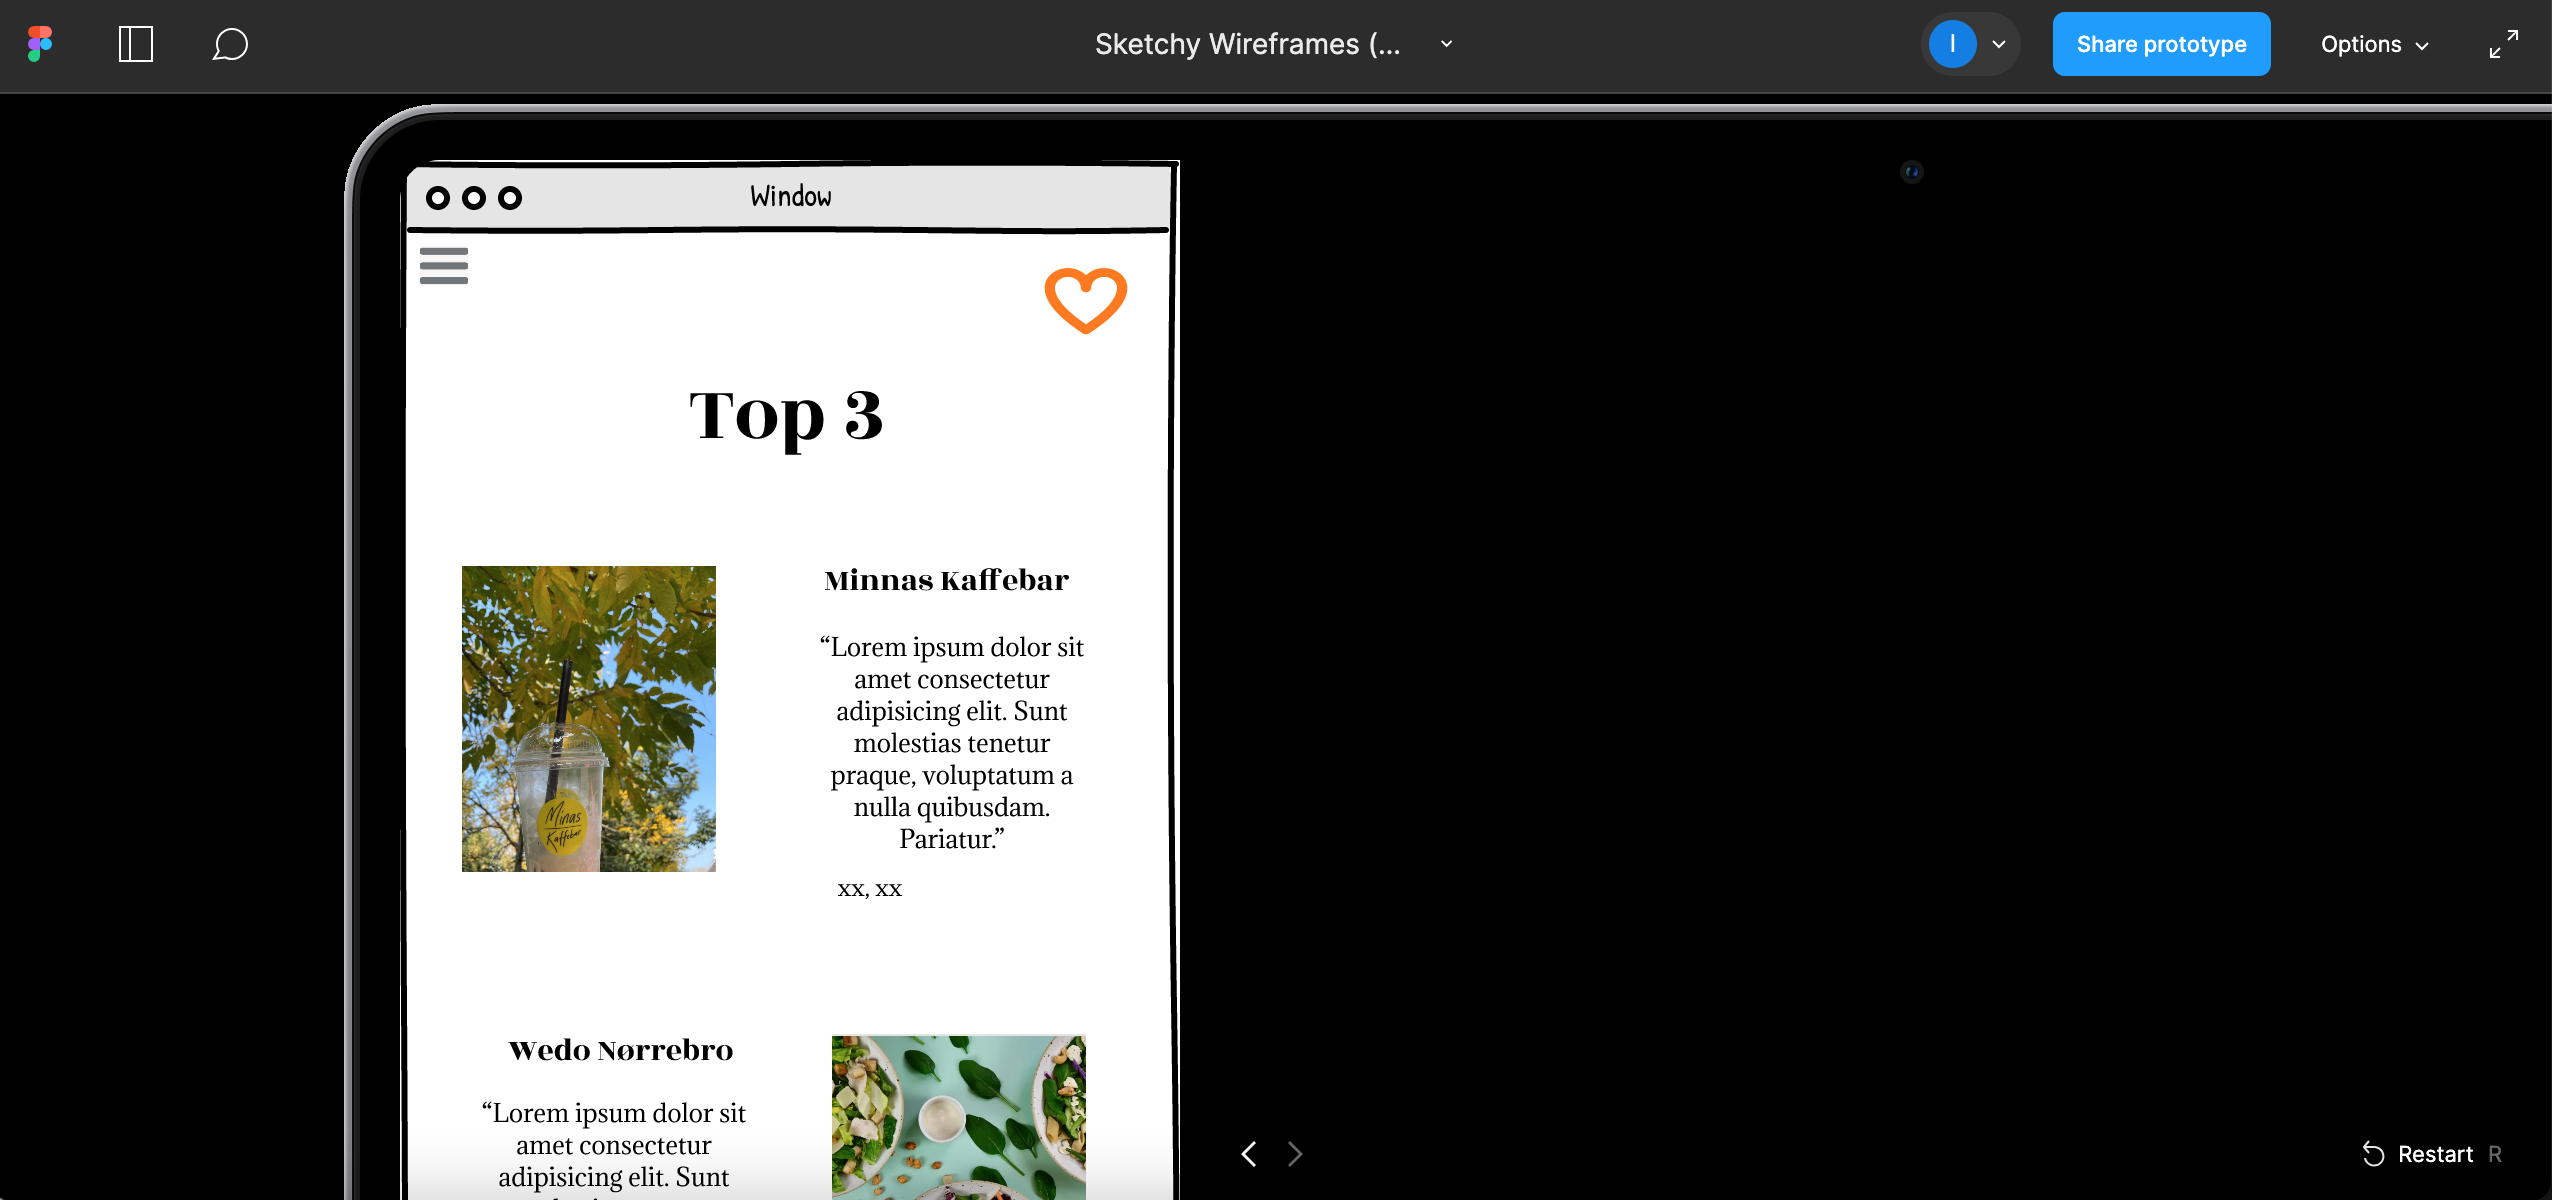 Sketchy Wireframes (...
I
Share prototype
Options
Window
Top 3
Minnas Kaffebar
“Lorem ipsum dolor sit
amet consectetur
adipisicing elit. Sunt
molestias tenetur
praque, voluptatum a
nulla quibusdam.
Pariatur.”
xx, xx
Minas
Kaffebar
Wedo Nørrebro
“Lorem ipsum dolor sit
amet consectetur
adipisicing elit. Sunt
Restart R